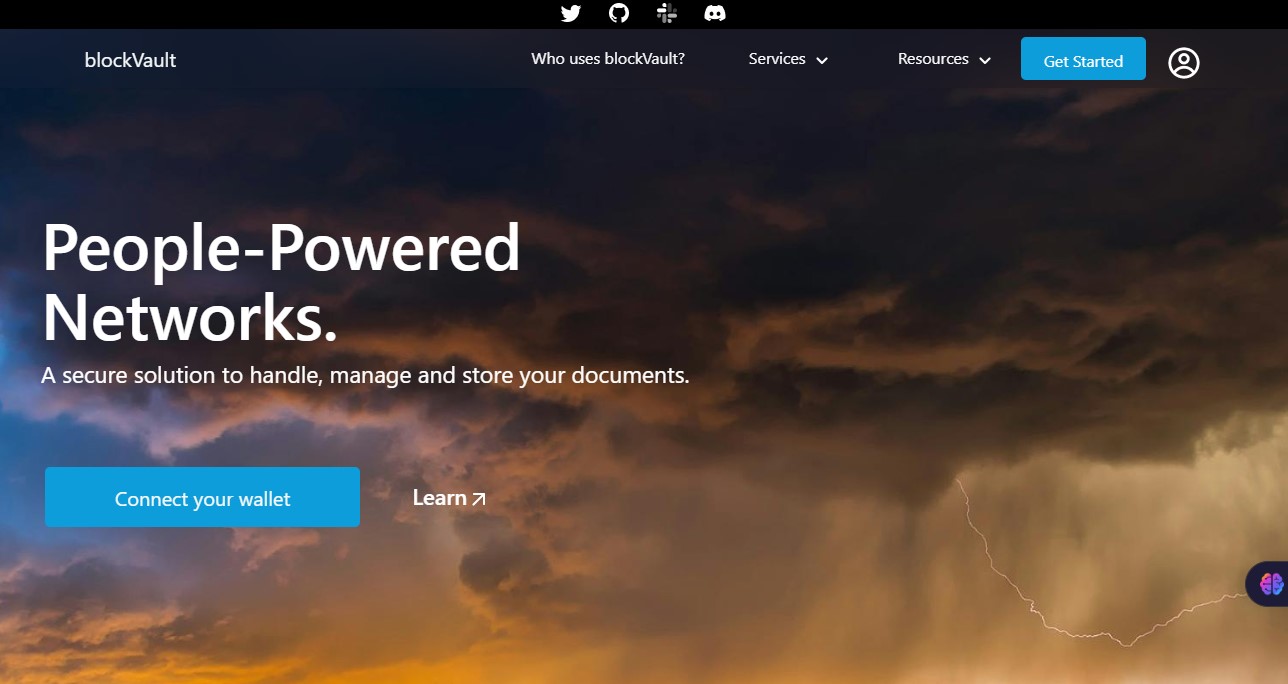 blockVault
Who uses blockVault?
Services
Resources
Get Started
People-Powered
Networks.
A secure solution to handle, manage and store your documents.
Connect your wallet
Learn